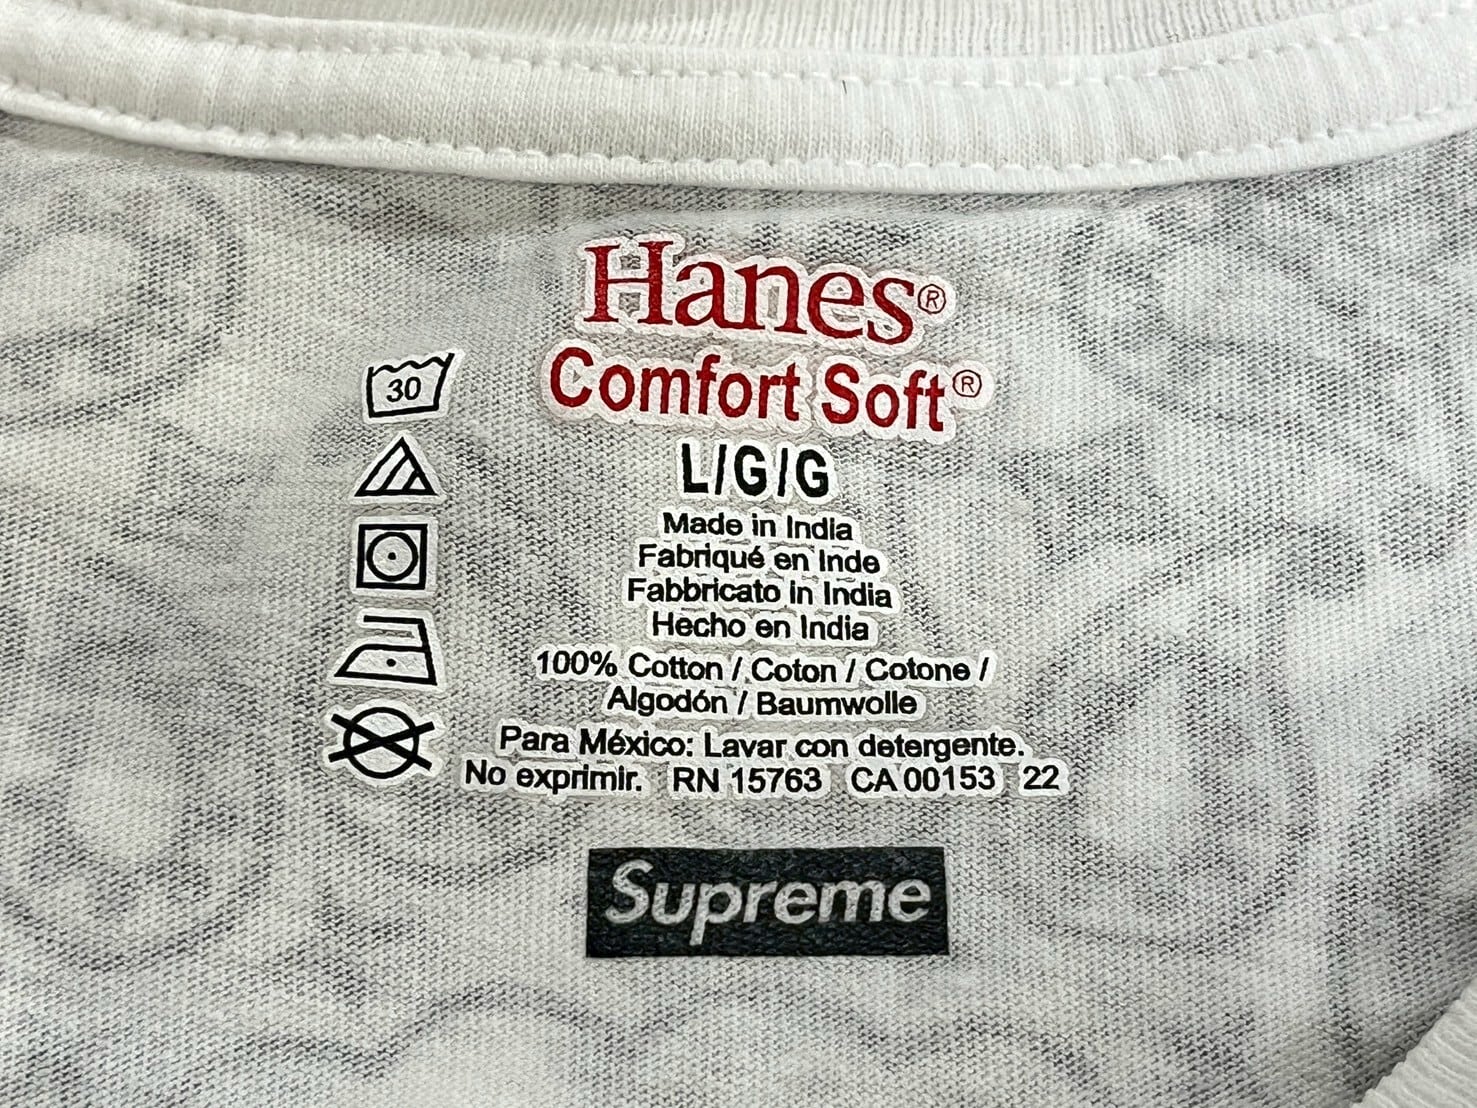 Hanes®
Comfort Soft®
30
L/G/G
Made in India
Fabriqué en Inde
Fabbricato in India
Hecho en India
100% Cotton / Coton / Cotone /
Algodón / Baumwolle
Para México: Lavar con detergente.
No exprimir. RN 15763 CA 00153 22
Supreme